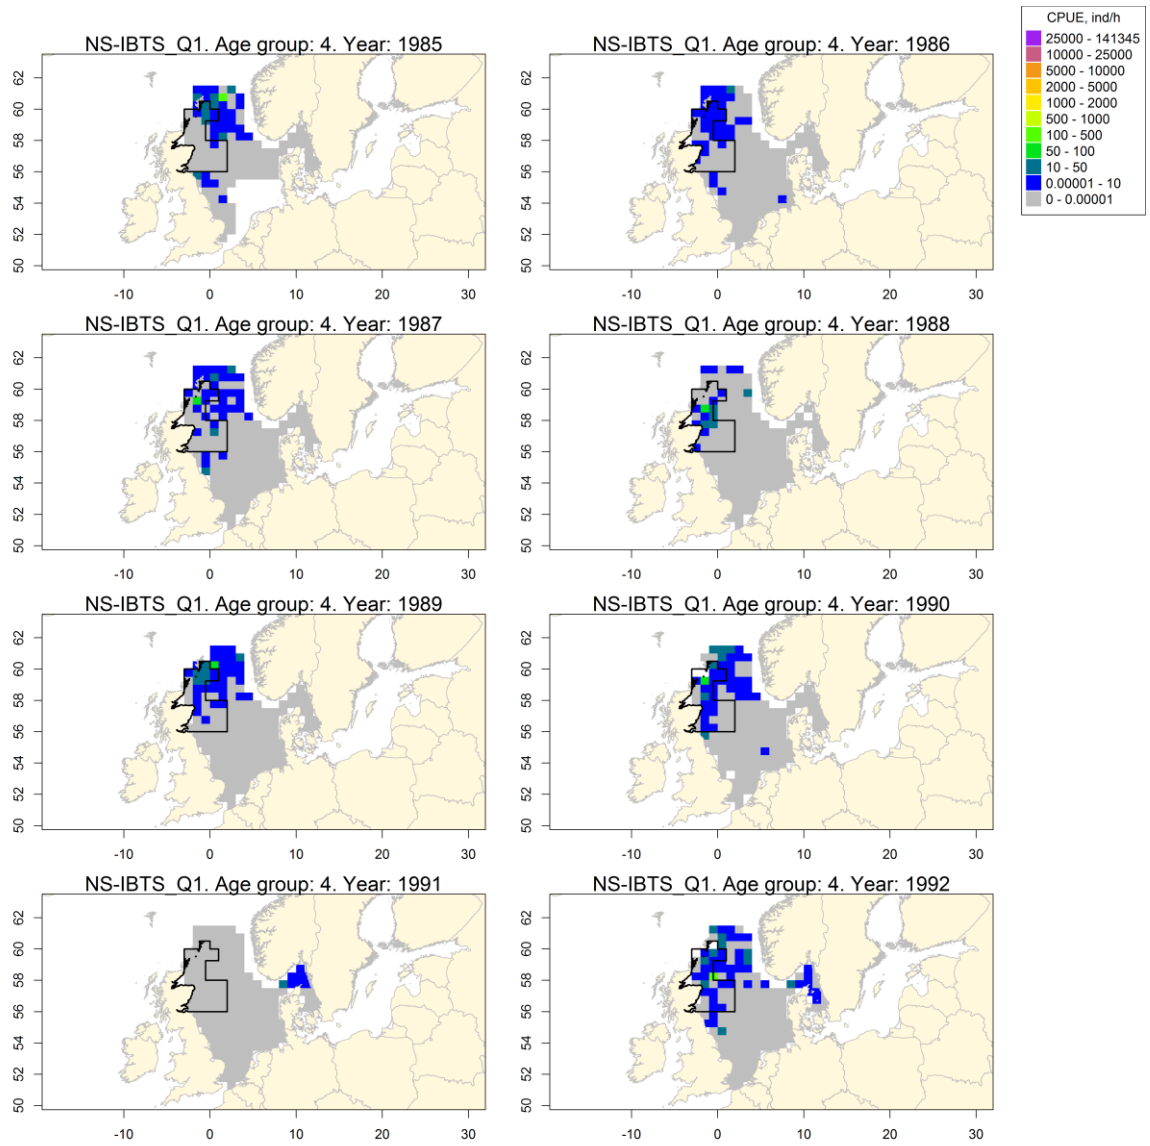 NS-IBTS_Q1. Age group: 4. Year: 1985
62
60
58
56
54
52
50
-10 0 10 20 30
NS-IBTS_Q1. Age group: 4. Year: 1986
62
60
58
56
54
52
50
-10 0 10 20 30
CPUE, ind/h
25000 - 141345
10000 - 25000
5000 - 10000
2000 - 5000
1000 - 2000
500 - 1000
100 - 500
50 - 100
10 - 50
0.00001 - 10
0 - 0.00001
NS-IBTS_Q1. Age group: 4. Year: 1987
62
60
58
56
54
52
50
-10 0 10 20 30
NS-IBTS_Q1. Age group: 4. Year: 1988
62
60
58
56
54
52
50
-10 0 10 20 30
NS-IBTS_Q1. Age group: 4. Year: 1989
62
60
58
56
54
52
50
-10 0 10 20 30
NS-IBTS_Q1. Age group: 4. Year: 1990
62
60
58
56
54
52
50
-10 0 10 20 30
NS-IBTS_Q1. Age group: 4. Year: 1991
62
60
58
56
54
52
50
-10 0 10 20 30
NS-IBTS_Q1. Age group: 4. Year: 1992
62
60
58
56
54
52
50
-10 0 10 20 30